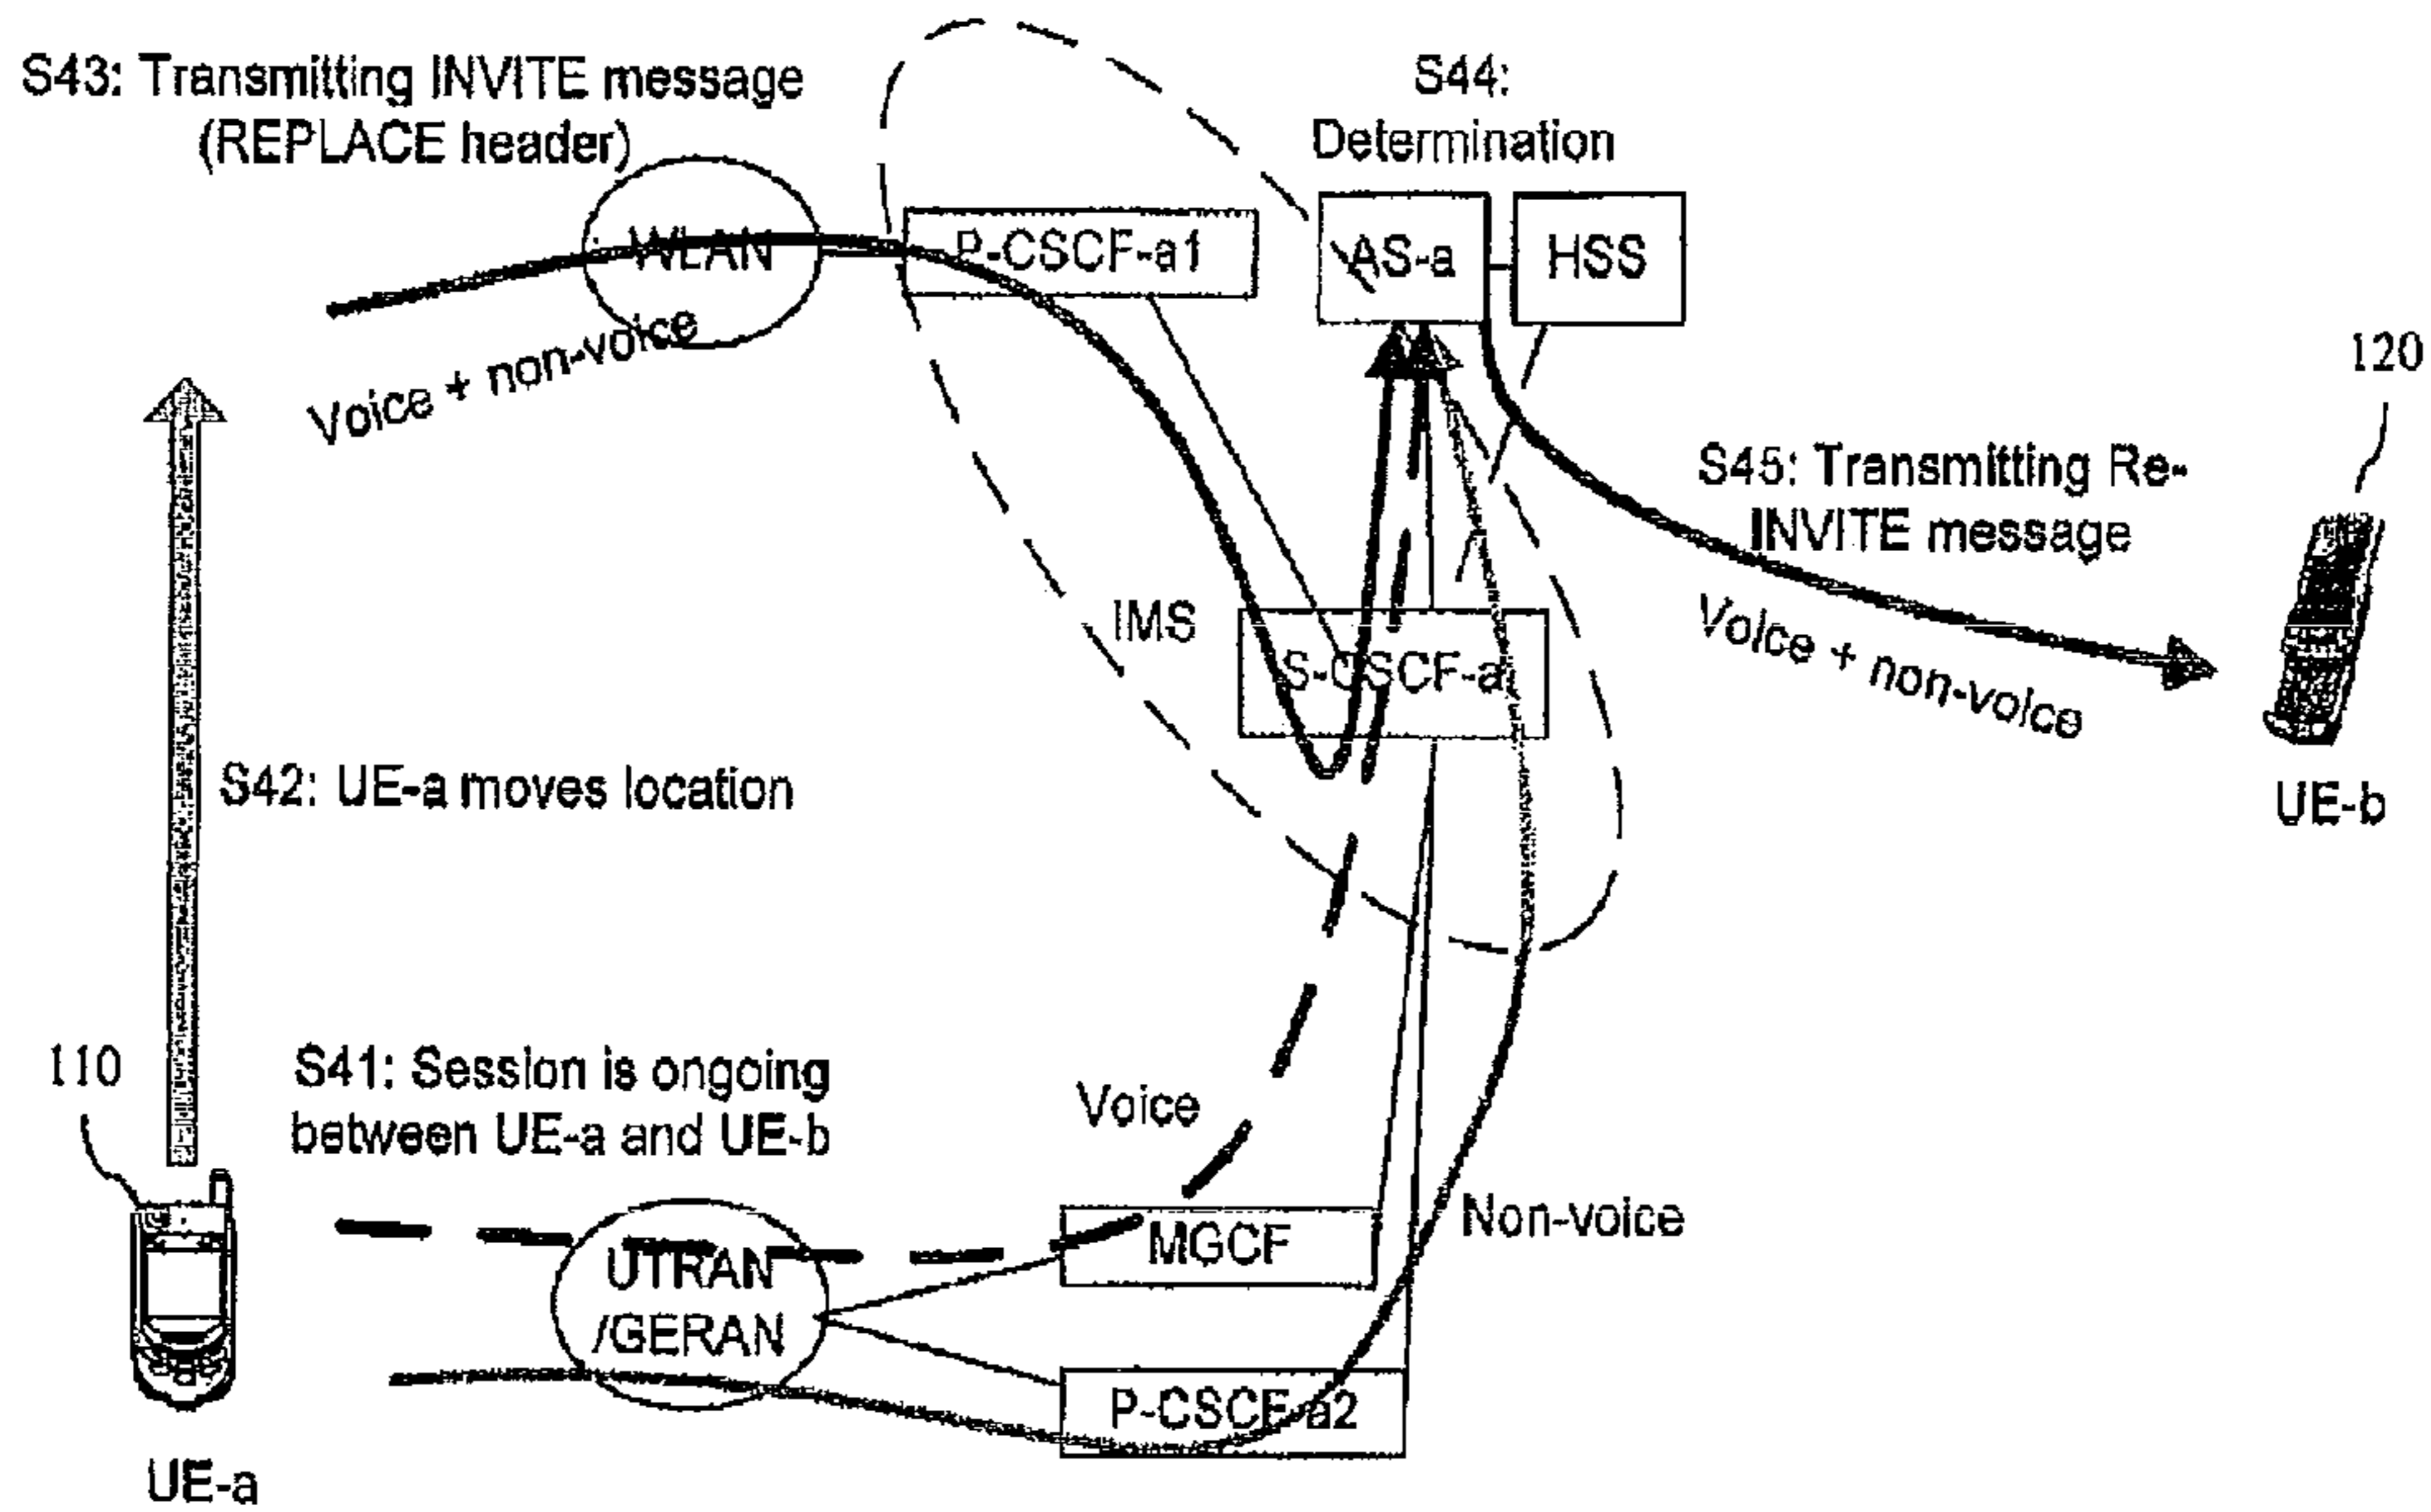 S43: Transmitting INVITE message
(REPLACE header)
S44:
Determination
WLAN
P-CSCF-a1
AS-a
HSS
Voice + non-voice
120
S45: Transmitting Re-
INVITE message
IMS
S-CSCF-a
Voice + non-voice
S42: UE-a moves location
UE-b
110
S41: Session is ongoing
between UE-a and UE-b
Voice
MGCF
Non-voice
UTRAN
/GERAN
P-CSCF-a2
UE-a